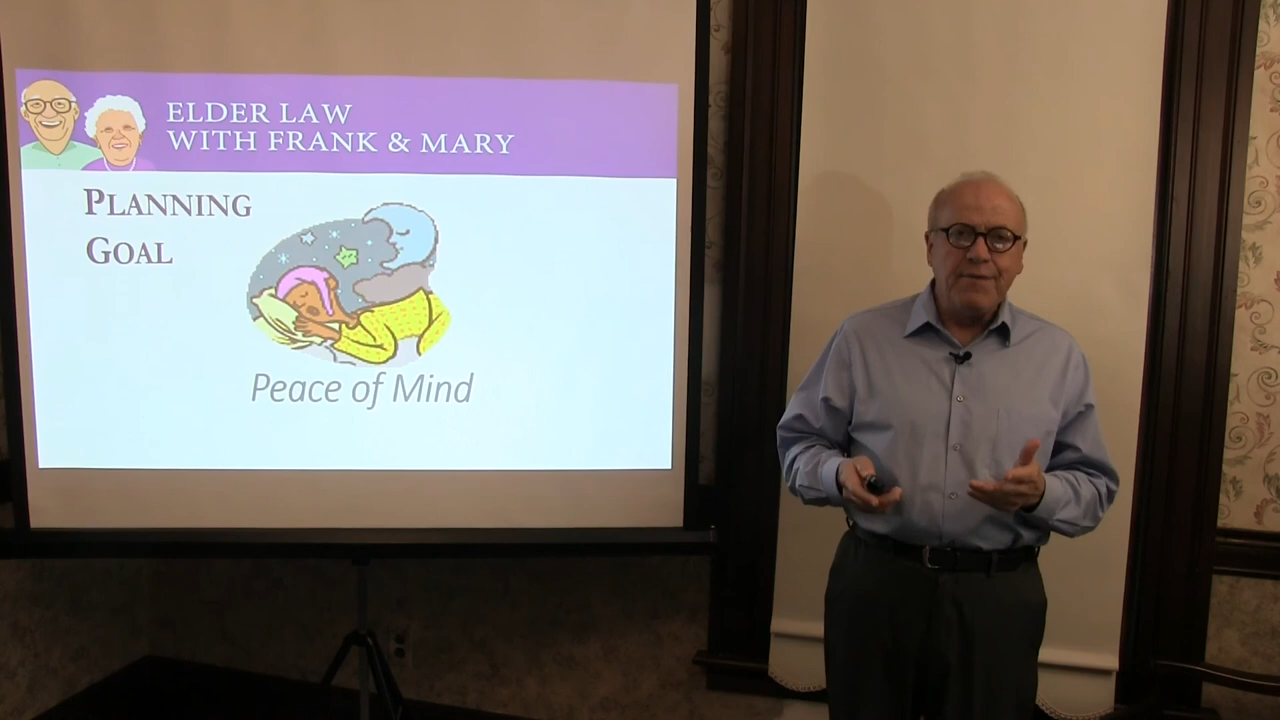 ELDER LAW
WITH FRANK & MARY
PLANNING
GOAL
Peace of Mind